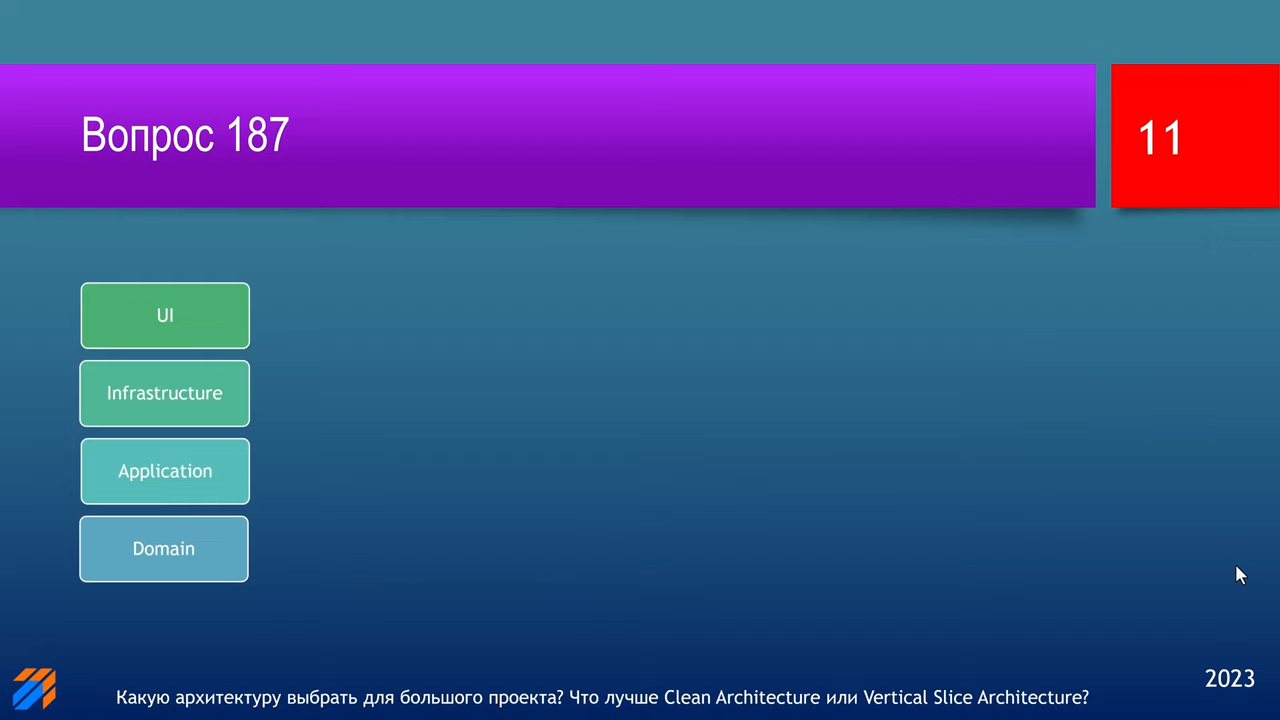 Вопрос 187
11
UI
Infrastructure
Application
Domain
2023
Какую архитектуру выбрать для большого проекта? Что лучше Clean Architecture или Vertical Slice Architecture?